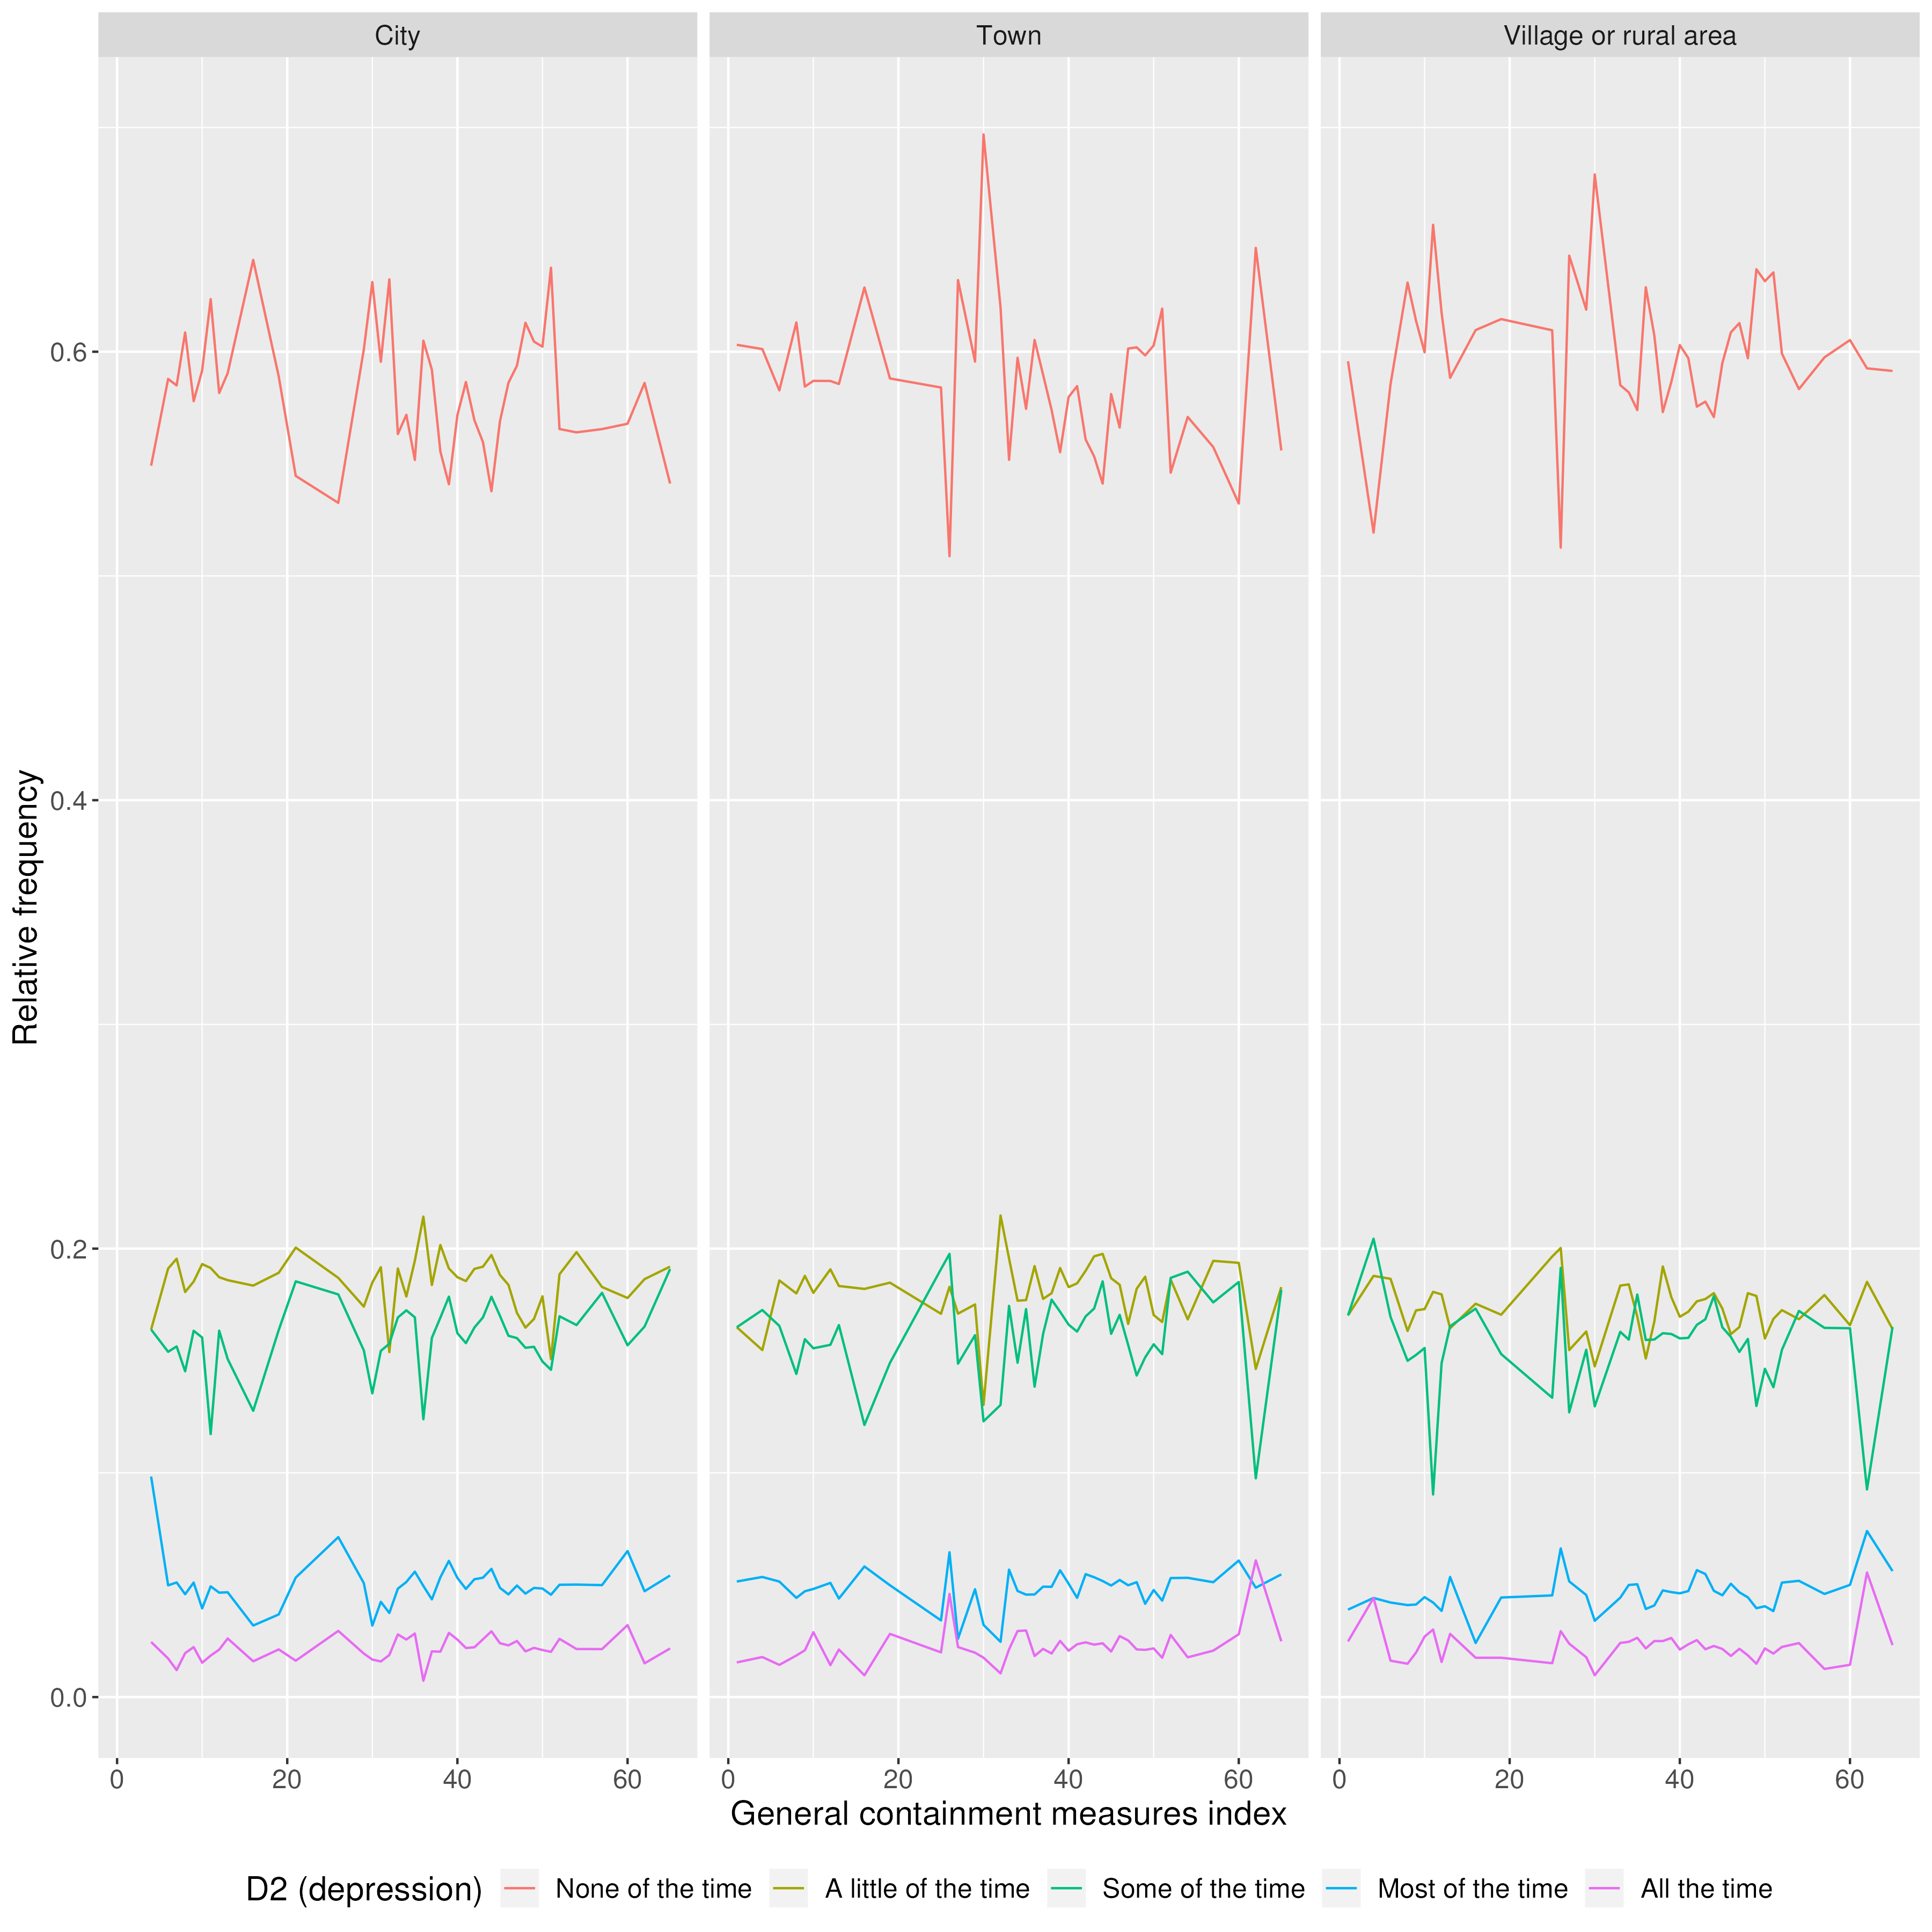 City
Town
Village or rural area
Relative frequency
0.6
0.4
0.2
0.0
0 20 40 60
0 20 40 60
0 20 40 60
General containment measures index
D2 (depression) None of the time A little of the time Some of the time Most of the time All the time